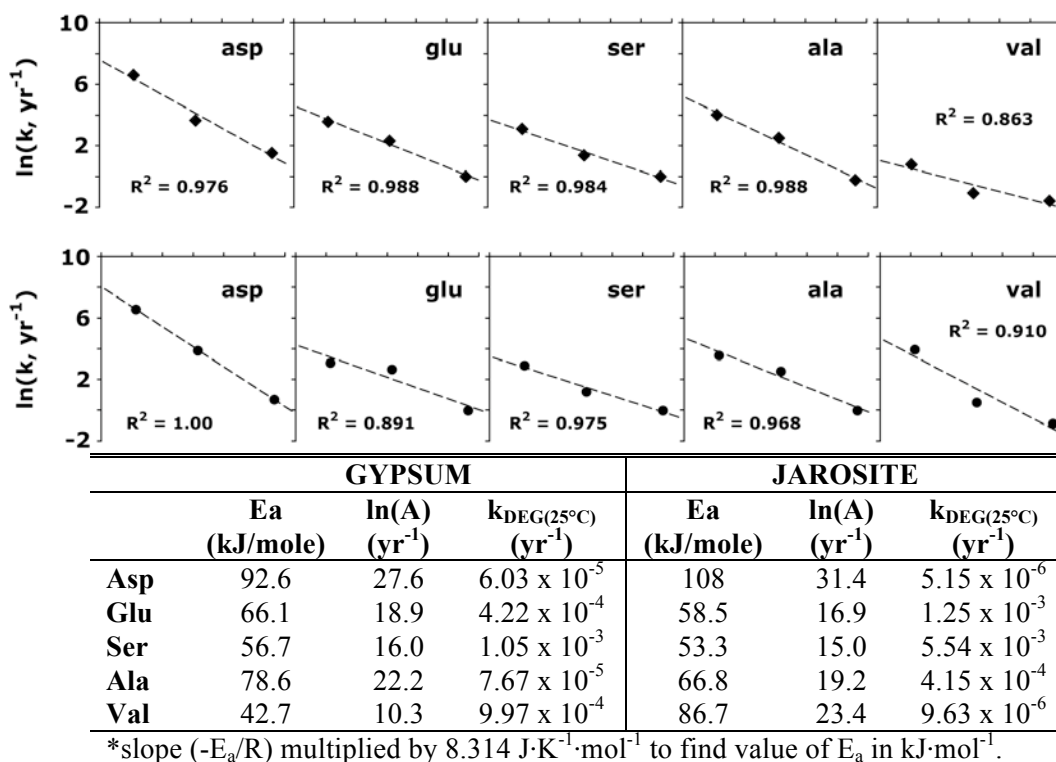 10
6
2
-2
ln(k, yr⁻¹)
asp
R² = 0.976
glu
R² = 0.988
ser
R² = 0.984
ala
R² = 0.988
val
R² = 0.863
10
6
2
-2
ln(k, yr⁻¹)
asp
R² = 1.00
glu
R² = 0.891
ser
R² = 0.975
ala
R² = 0.968
val
R² = 0.910
GYPSUM JAROSITE
Ea ln(A) k_DEG(25°C) Ea ln(A) k_DEG(25°C)
(kJ/mole) (yr⁻¹) (yr⁻¹) (kJ/mole) (yr⁻¹) (yr⁻¹)
Asp 92.6 27.6 6.03 x 10⁻⁵ 108 31.4 5.15 x 10⁻⁶
Glu 66.1 18.9 4.22 x 10⁻⁴ 58.5 16.9 1.25 x 10⁻³
Ser 56.7 16.0 1.05 x 10⁻³ 53.3 15.0 5.54 x 10⁻³
Ala 78.6 22.2 7.67 x 10⁻⁵ 66.8 19.2 4.15 x 10⁻⁴
Val 42.7 10.3 9.97 x 10⁻⁴ 86.7 23.4 9.63 x 10⁻⁶
*slope (-Eₐ/R) multiplied by 8.314 J·K⁻¹·mol⁻¹ to find value of Eₐ in kJ·mol⁻¹.